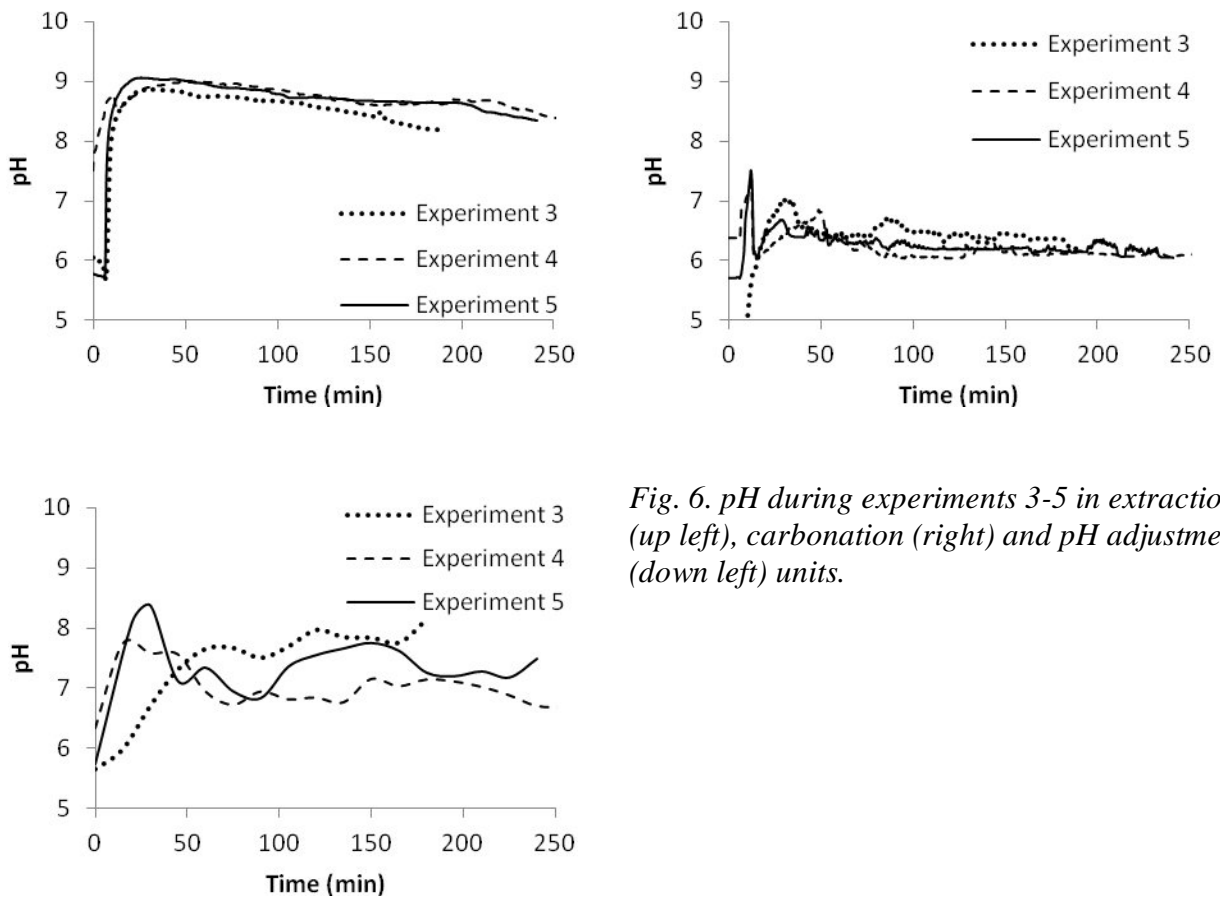 10
9
8
7
6
5
pH
0 50 100 150 200 250
Time (min)
Experiment 3
Experiment 4
Experiment 5
10
9
8
7
6
5
pH
0 50 100 150 200 250
Time (min)
Experiment 3
Experiment 4
Experiment 5
10
9
8
7
6
5
pH
0 50 100 150 200 250
Time (min)
Experiment 3
Experiment 4
Experiment 5
Fig. 6. pH during experiments 3-5 in extractio
(up left), carbonation (right) and pH adjustme
(down left) units.